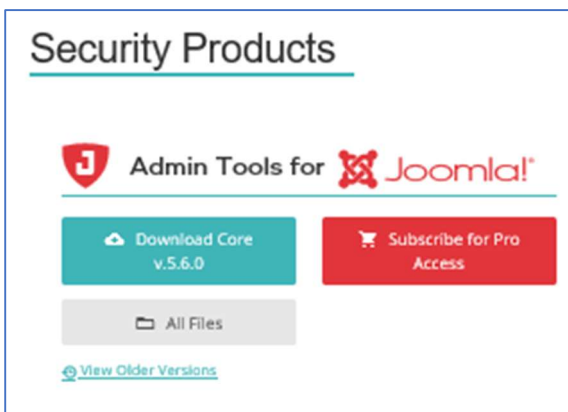 Security Products
Admin Tools for Joomla!®
Download Core
v.5.6.0
Subscribe for Pro
Access
All Files
View Older Versions